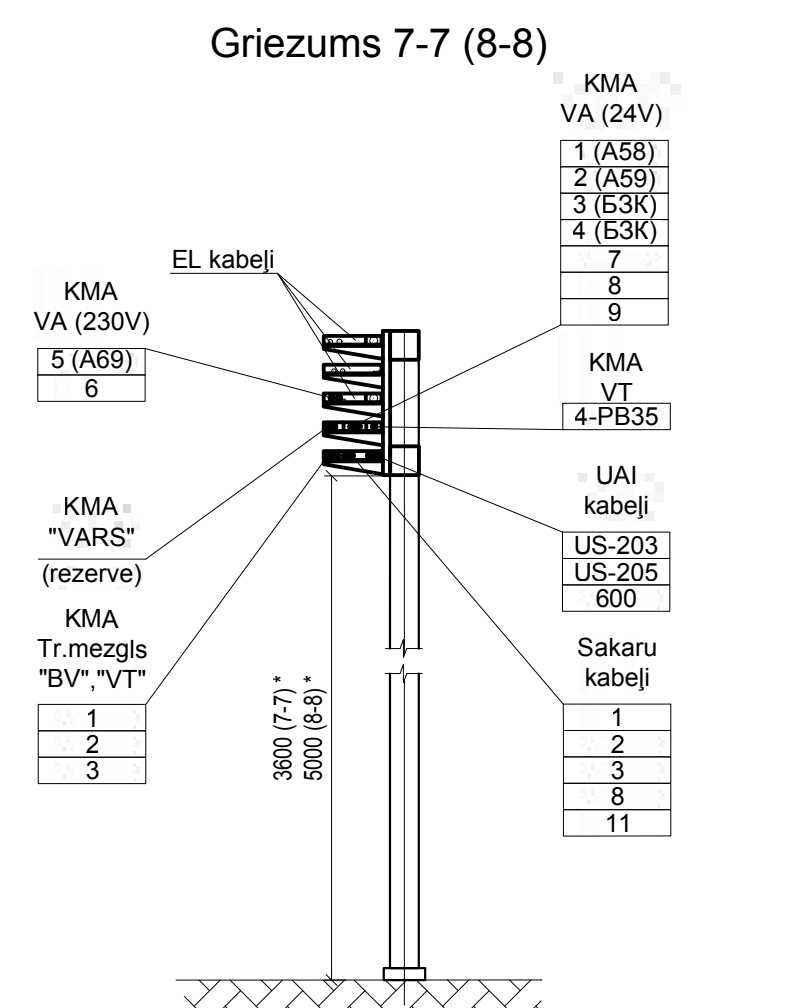 Griezums 7-7 (8-8)
KMA
VA (24V)
1 (A58)
2 (A59)
3 (БЗК)
4 (БЗК)
7
8
9
EL kabeļi
KMA
VA (230V)
5 (A69)
6
KMA
VT
4-PB35
KMA
"VARS"
(rezerve)
UAI
kabeļi
US-203
US-205
600
KMA
Tr.mezgls
"BV","VT"
1
2
3
Sakaru
kabeļi
1
2
3
8
11
3600 (7-7) *
5000 (8-8) *